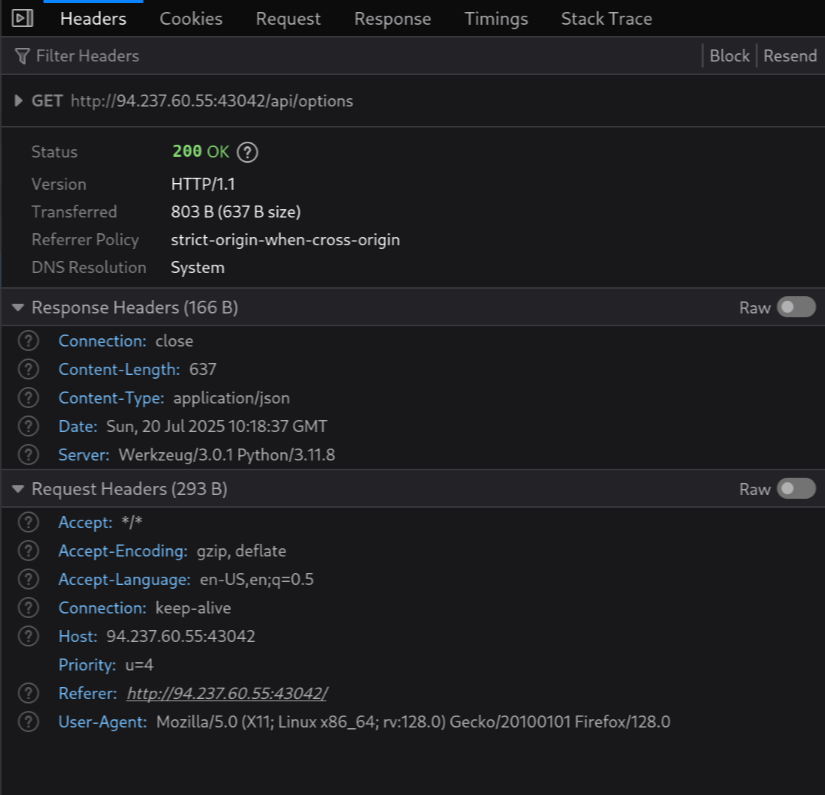 Headers Cookies Request Response Timings Stack Trace
Filter Headers Block Resend
GET http://94.237.60.55:43042/api/options
Status 200 OK ?
Version HTTP/1.1
Transferred 803 B (637 B size)
Referrer Policy strict-origin-when-cross-origin
DNS Resolution System
Response Headers (166 B) Raw
? Connection: close
? Content-Length: 637
? Content-Type: application/json
? Date: Sun, 20 Jul 2025 10:18:37 GMT
? Server: Werkzeug/3.0.1 Python/3.11.8
Request Headers (293 B) Raw
? Accept: */*
? Accept-Encoding: gzip, deflate
? Accept-Language: en-US,en;q=0.5
? Connection: keep-alive
? Host: 94.237.60.55:43042
Priority: u=4
? Referer: http://94.237.60.55:43042/
? User-Agent: Mozilla/5.0 (X11; Linux x86_64; rv:128.0) Gecko/20100101 Firefox/128.0